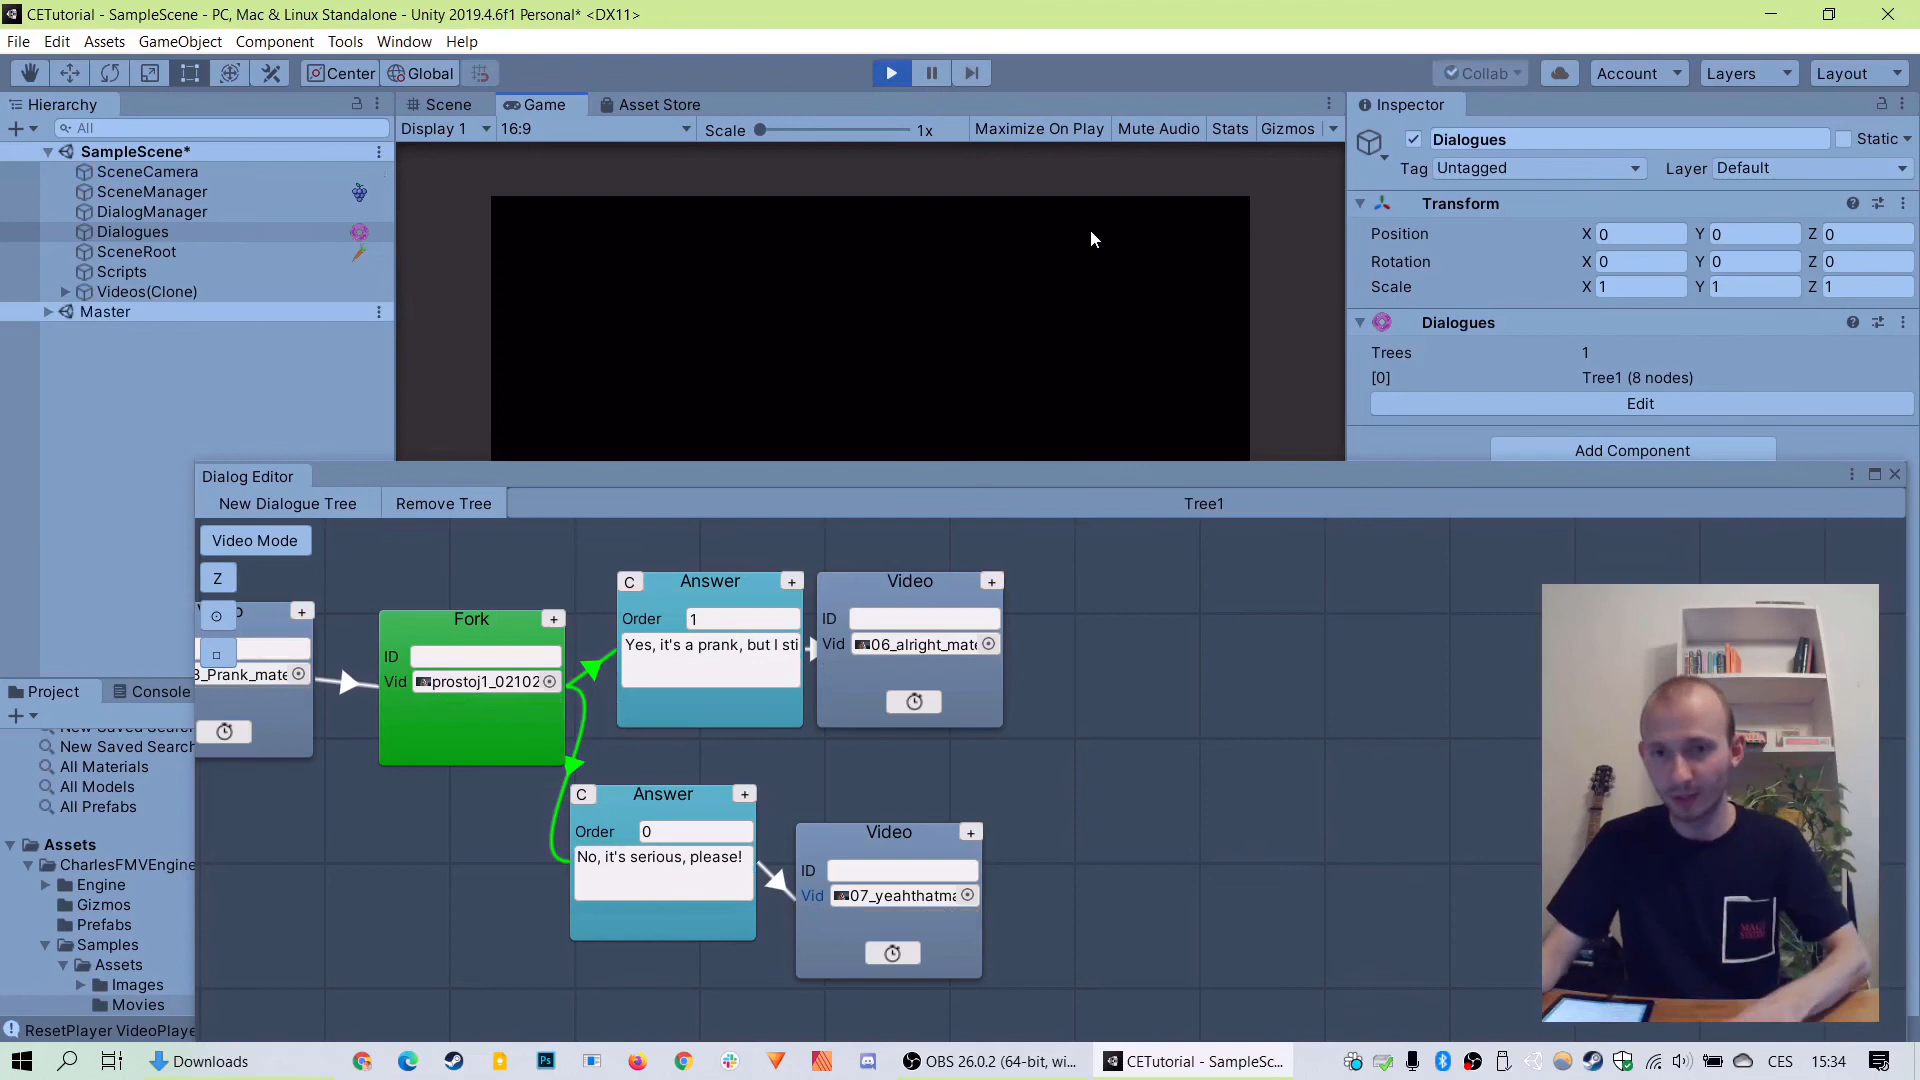 CETutorial - SampleScene - PC, Mac & Linux Standalone - Unity 2019.4.6f1 Personal* <DX11>
File Edit Assets GameObject Component Tools Window Help
Center Global Collab Account Layers Layout
Hierarchy
All
SampleScene*
SceneCamera
SceneManager
DialogManager
Dialogues
SceneRoot
Scripts
Videos(Clone)
Master
Scene Game Asset Store
Display 1 16:9 Scale 1x Maximize On Play Mute Audio Stats Gizmos
Inspector
Dialogues Static
Tag Untagged Layer Default
Transform
Position X 0 Y 0 Z 0
Rotation X 0 Y 0 Z 0
Scale X 1 Y 1 Z 1
Dialogues
Trees 1
[0] Tree1 (8 nodes)
Edit
Add Component
Dialog Editor
New Dialogue Tree Remove Tree Tree1
Video Mode
Z
3_Prank_mate
Fork
ID
Vid prostoj1_02102
C Answer +
Order 1
Yes, it's a prank, but I sti
Video +
ID
Vid 06_alright_mate
C Answer +
Order 0
No, it's serious, please!
Video +
ID
Vid 07_yeahthatma
Project Console
New Saved Search
New Saved Search
All Materials
All Models
All Prefabs
Assets
CharlesFMVEngine
Engine
Gizmos
Prefabs
Samples
Assets
Images
Movies
ResetPlayer VideoPlaye
Downloads
OBS 26.0.2 (64-bit, wi...
CETutorial - SampleSc...
CES 15:34